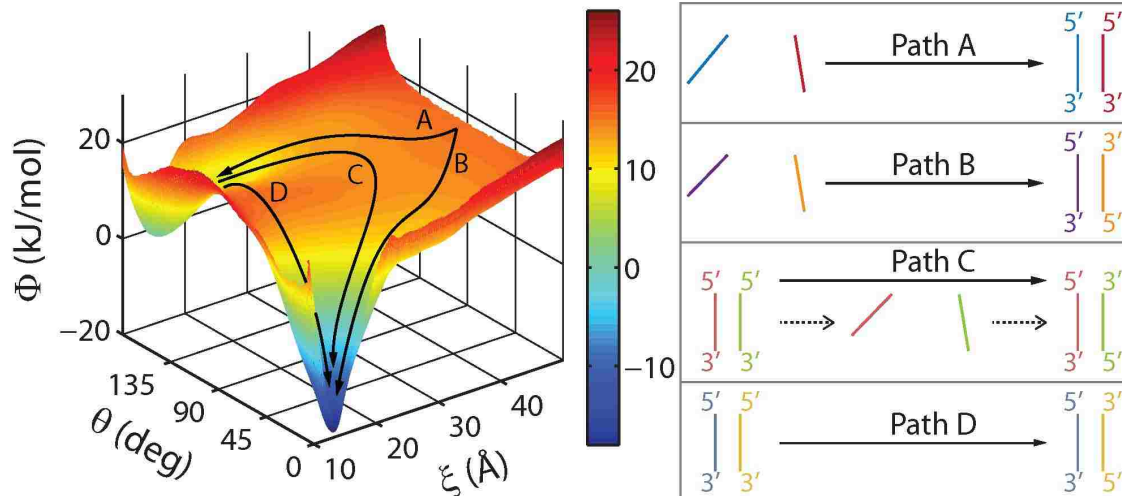 20
0
−20
Φ (kJ/mol)
135
90
45
0
θ (deg)
10
20
30
40
ξ (Å)
A
B
C
D
20
10
0
−10
Path A
5′ 5′
3′ 3′
Path B
5′ 3′
3′ 5′
Path C
5′ 5′ 5′ 3′
3′ 3′ 3′ 5′
Path D
5′ 5′ 5′ 3′
3′ 3′ 3′ 5′